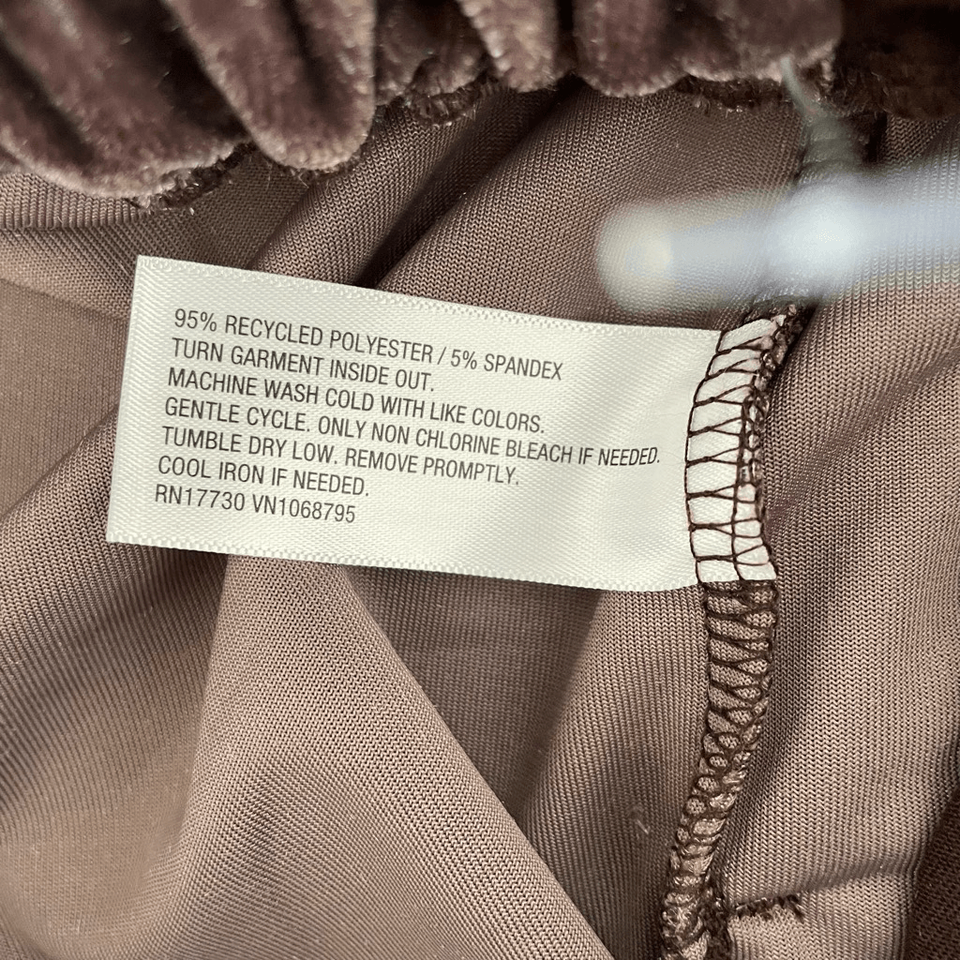 95% RECYCLED POLYESTER / 5% SPANDEX
TURN GARMENT INSIDE OUT.
MACHINE WASH COLD WITH LIKE COLORS.
GENTLE CYCLE. ONLY NON CHLORINE BLEACH IF NEEDED.
TUMBLE DRY LOW. REMOVE PROMPTLY.
COOL IRON IF NEEDED.
RN17730 VN1068795